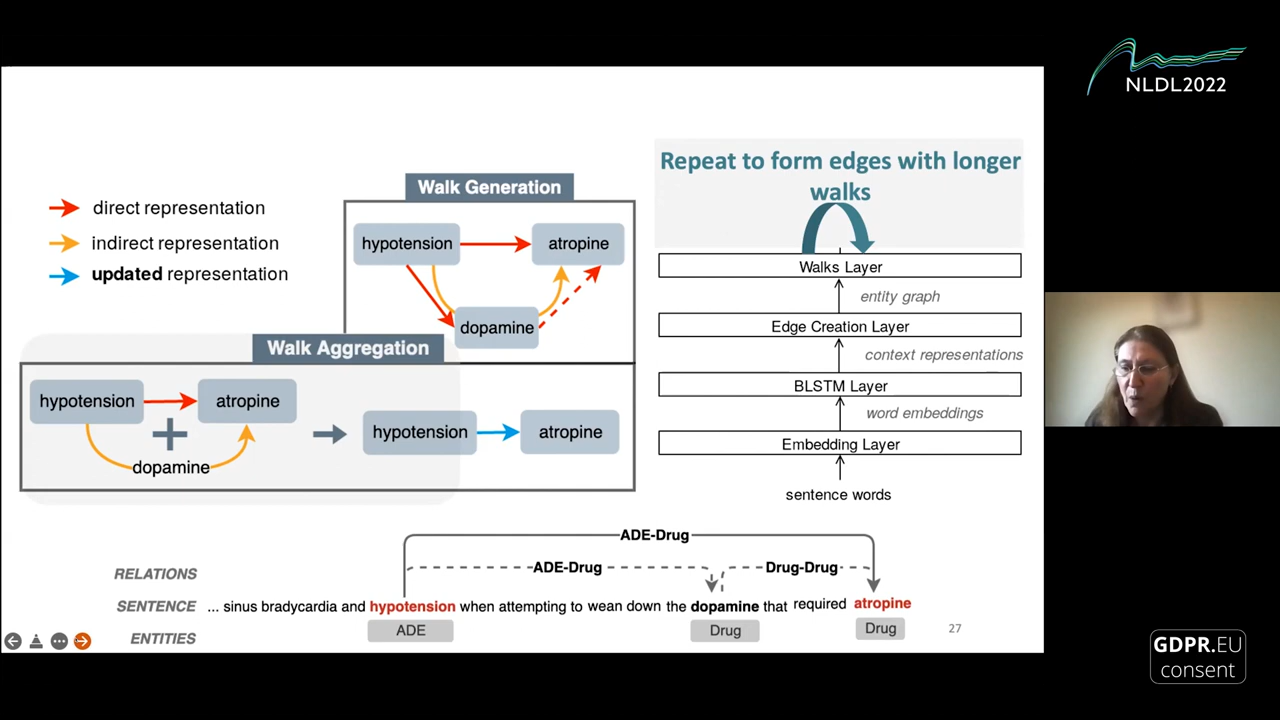 NLDL2022
Repeat to form edges with longer
walks
Walk Generation
direct representation
indirect representation
updated representation
hypotension
atropine
dopamine
Walk Aggregation
hypotension
atropine
dopamine
hypotension
atropine
Walks Layer
entity graph
Edge Creation Layer
context representations
BLSTM Layer
word embeddings
Embedding Layer
sentence words
ADE-Drug
ADE-Drug
Drug-Drug
RELATIONS
SENTENCE ... sinus bradycardia and hypotension when attempting to wean down the dopamine that required atropine
ENTITIES
ADE
Drug
Drug
27
GDPR.EU
consent